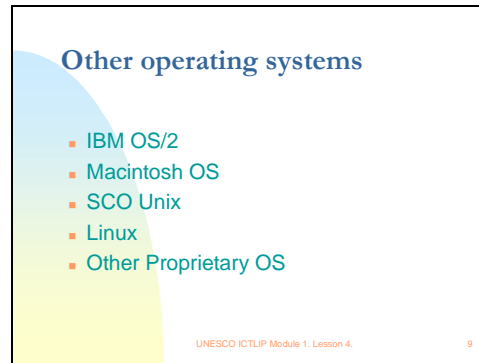 Other operating systems
IBM OS/2
Macintosh OS
SCO Unix
Linux
Other Proprietary OS
UNESCO ICTLIP Module 1. Lesson 4. 9